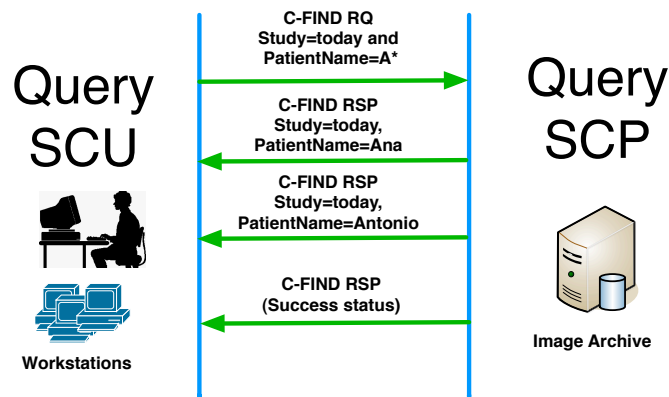 Query
SCU
Workstations
C-FIND RQ
Study=today and
PatientName=A*
C-FIND RSP
Study=today,
PatientName=Ana
C-FIND RSP
Study=today,
PatientName=Antonio
C-FIND RSP
(Success status)
Query
SCP
Image Archive